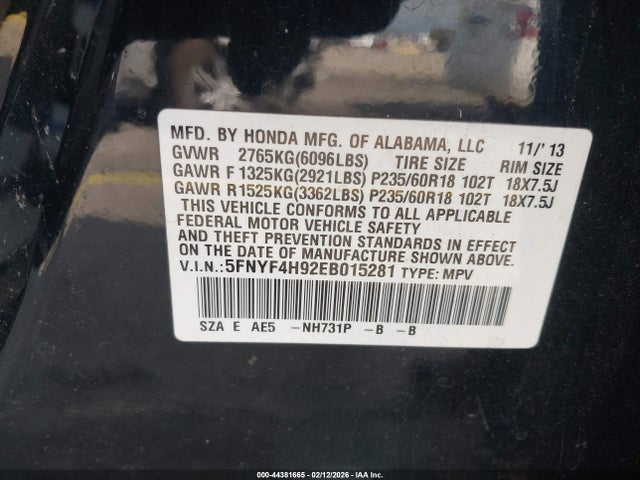 MFD. BY HONDA MFG. OF ALABAMA, LLC 11/'13
GVWR 2765KG(6096LBS) TIRE SIZE RIM SIZE
GAWR F 1325KG(2921LBS) P235/60R18 102T 18X7.5J
GAWR R1525KG(3362LBS) P235/60R18 102T 18X7.5J
THIS VEHICLE CONFORMS TO ALL APPLICABLE
FEDERAL MOTOR VEHICLE SAFETY
AND THEFT PREVENTION STANDARDS IN EFFECT
ON THE DATE OF MANUFACTURE SHOWN ABOVE.
V.I.N.:5FNYF4H92EB015281 TYPE: MPV
SZA E AE5 -NH731P -B -B
000-44381665 - 02/12/2026 - IAA Inc.